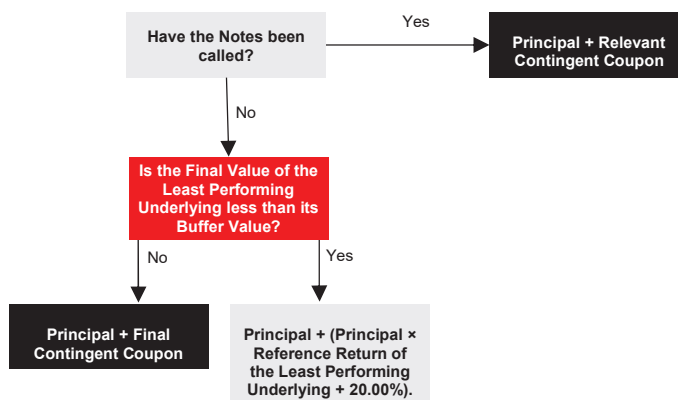 Have the Notes been
called?
Yes
Principal + Relevant
Contingent Coupon
No
Is the Final Value of the
Least Performing
Underlying less than its
Buffer Value?
No
Yes
Principal + Final
Contingent Coupon
Principal + (Principal ×
Reference Return of
the Least Performing
Underlying + 20.00%).